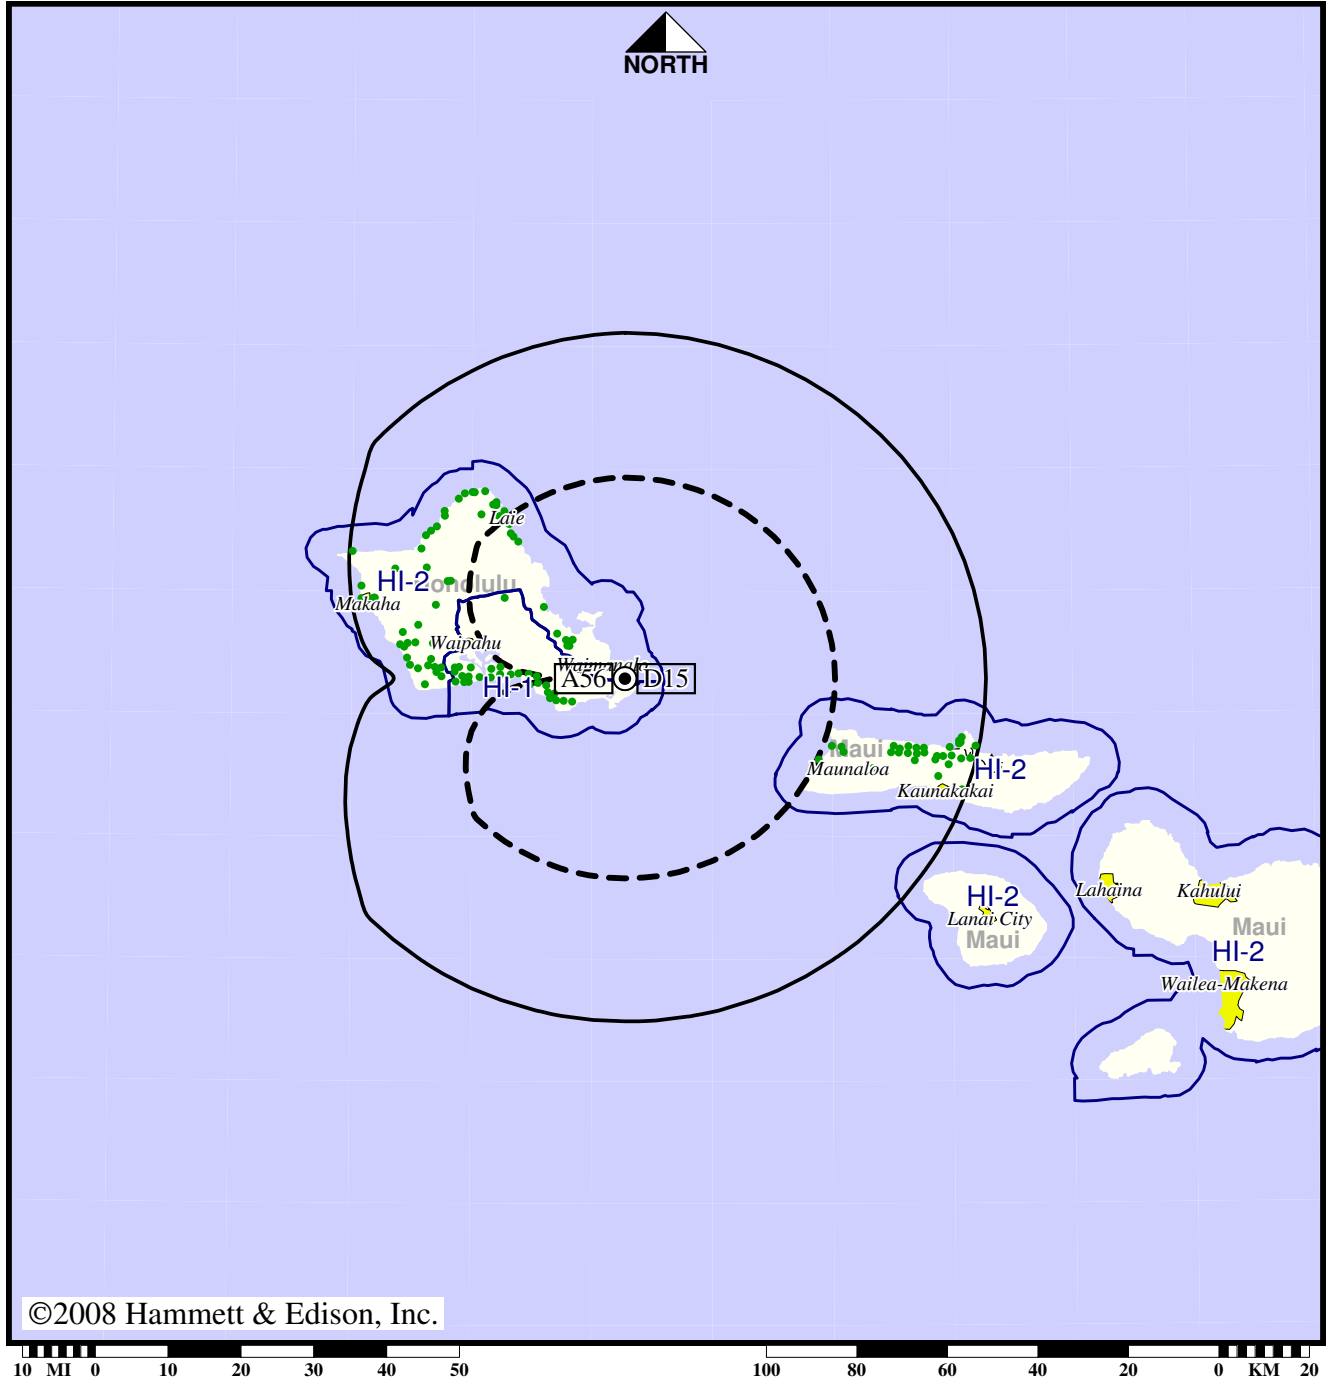 NORTH
Laie
HI-2
onolulu
Makaha
Waipahu
Waimanalo
A56
D15
HI-1
Maui
Maunaloa
HI-2
Kaunakakai
HI-2
Lanai City
Maui
Lahaina
Kahului
Maui
HI-2
Wailea-Makena
©2008 Hammett & Edison, Inc.
10 MI 0 10 20 30 40 50
100 80 60 40 20 0 KM 20